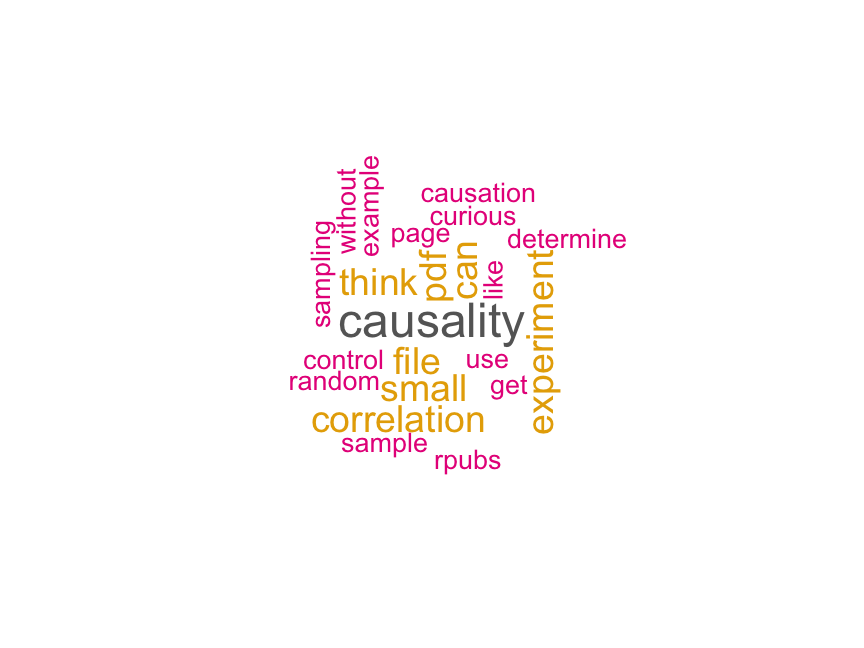 without
example
causation
curious
sampling
page
determine
think
pdf
can
like
experiment
causality
control
file
use
random
small
get
correlation
sample
rpubs